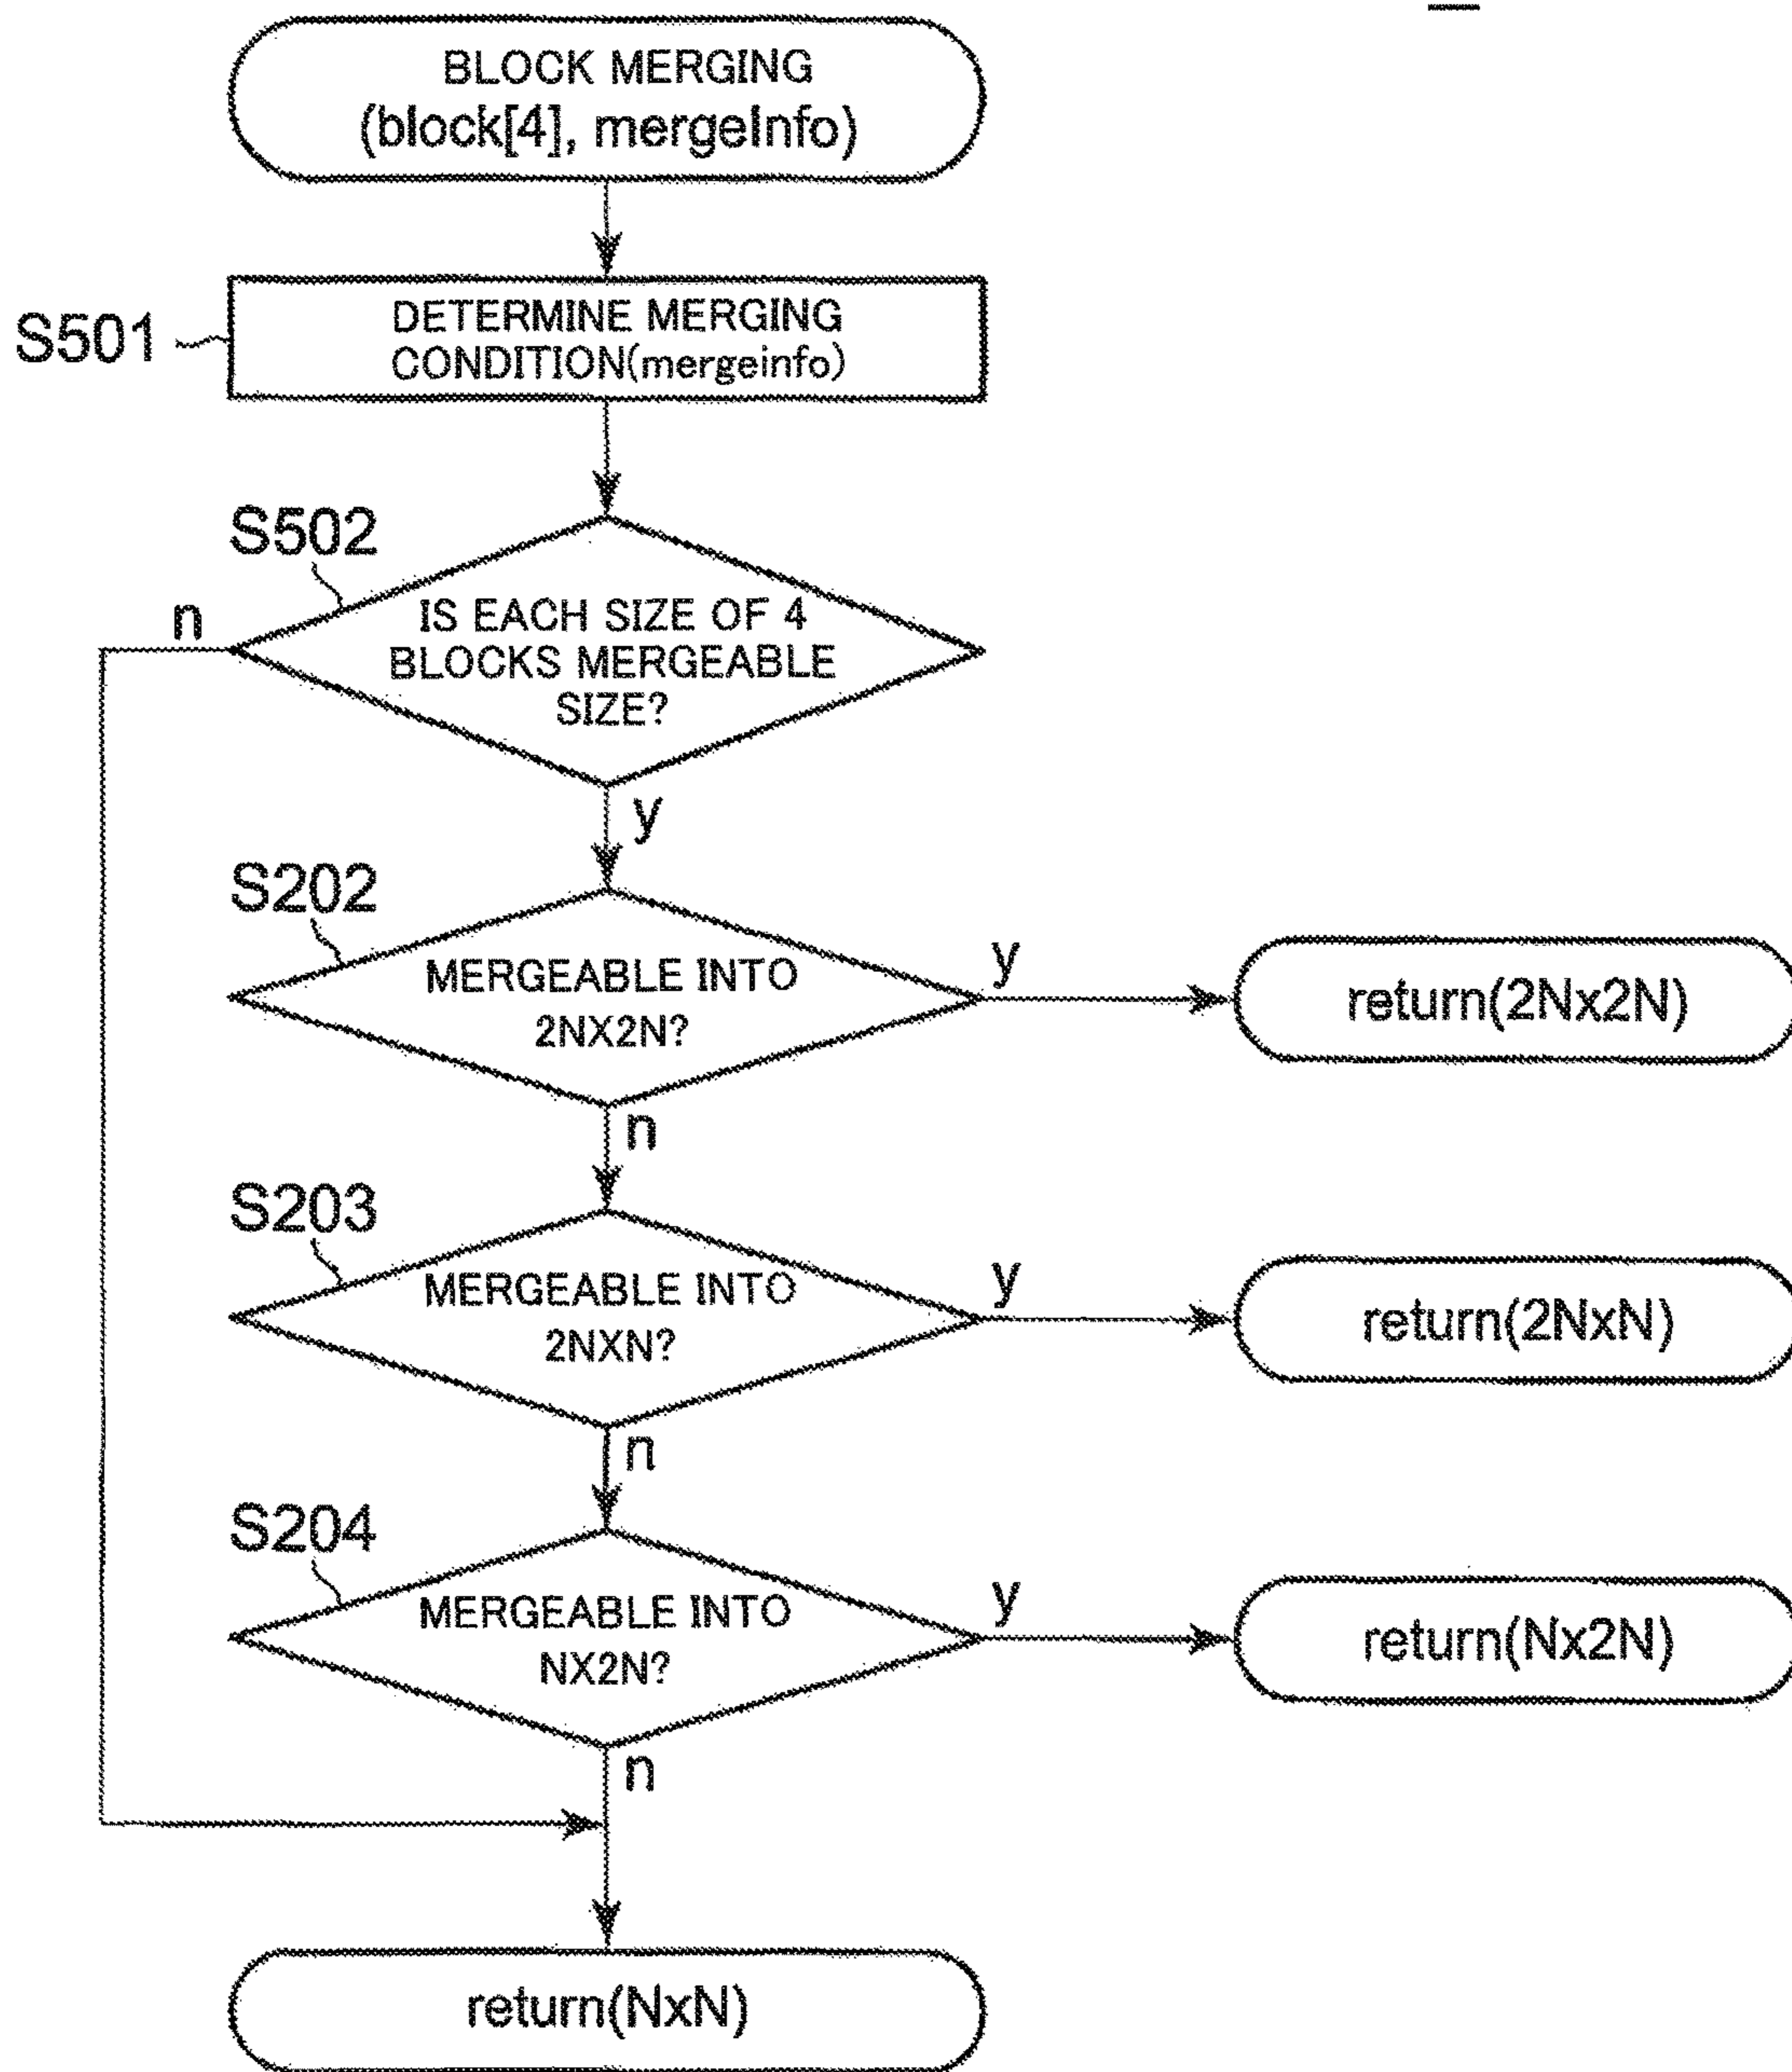 BLOCK MERGING
(block[4], mergeInfo)
S501
DETERMINE MERGING
CONDITION(mergeinfo)
S502
n
IS EACH SIZE OF 4
BLOCKS MERGEABLE
SIZE?
y
S202
MERGEABLE INTO
2NX2N?
y
return(2Nx2N)
n
S203
MERGEABLE INTO
2NXN?
y
return(2NxN)
n
S204
MERGEABLE INTO
NX2N?
y
return(Nx2N)
n
return(NxN)